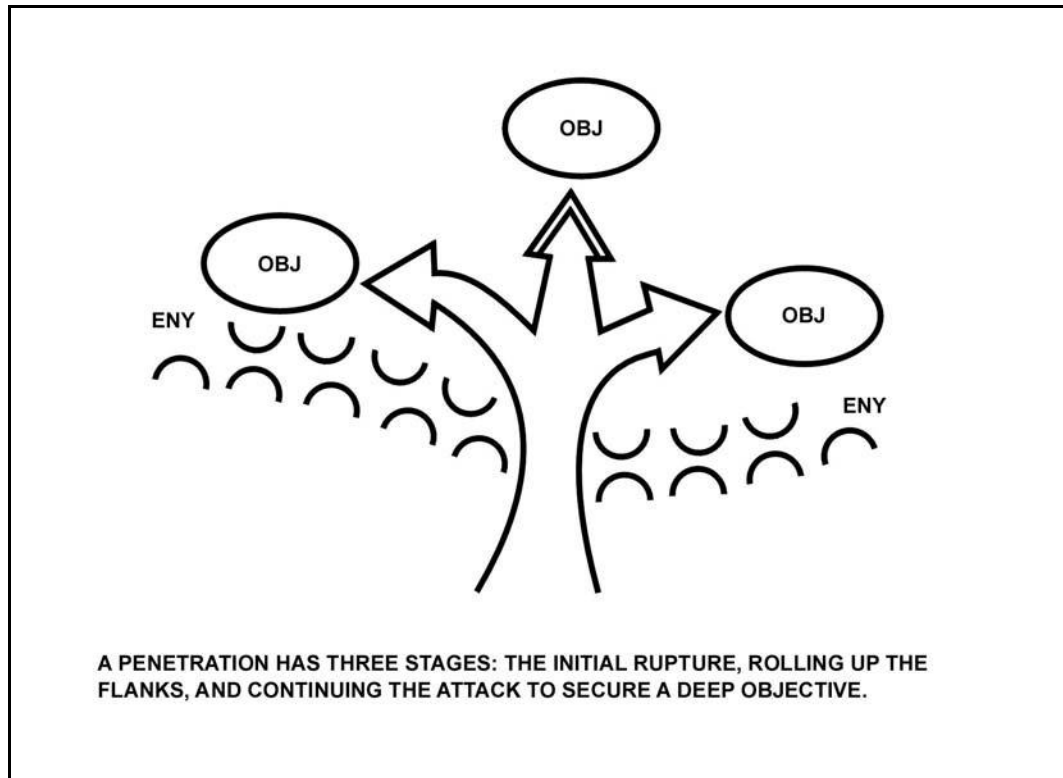 OBJ
OBJ
OBJ
ENY
ENY
A PENETRATION HAS THREE STAGES: THE INITIAL RUPTURE, ROLLING UP THE
FLANKS, AND CONTINUING THE ATTACK TO SECURE A DEEP OBJECTIVE.